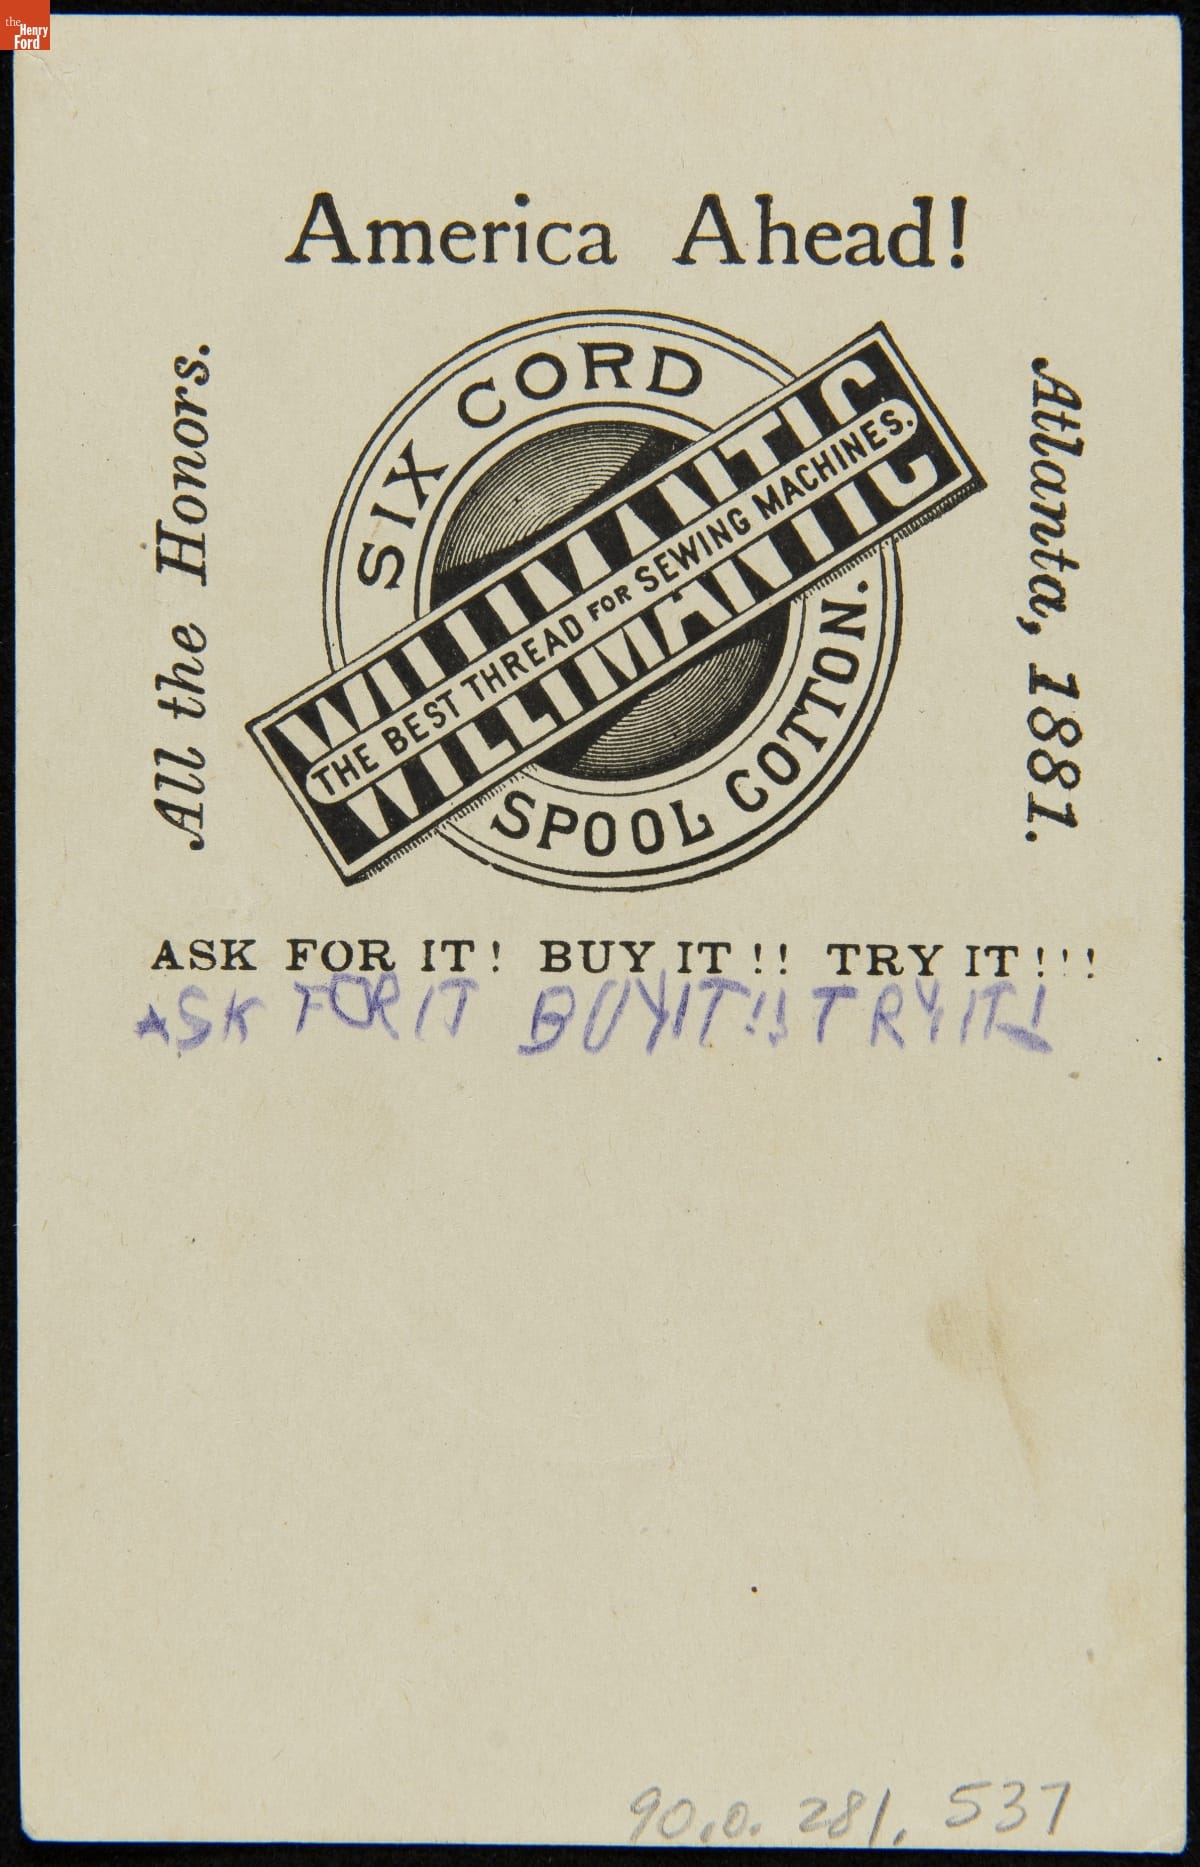 the
Henry
Ford
America Ahead!
All the Honors.
SIX CORD
WILLIMANTIC
THE BEST THREAD FOR SEWING MACHINES.
WILLIMANTIC
SPOOL COTTON.
Atlanta, 1881.
ASK FOR IT! BUY IT!! TRY IT!!!
ASK FOR IT BUY IT!! TRY IT!
90.0.281.537